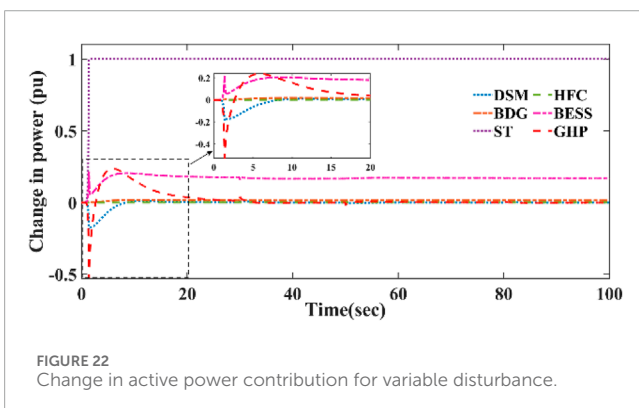 Change in power (pu)
1
0.5
0
-0.5
0.2
0
-0.2
-0.4
0 5 10 15 20
DSM HFC
BDG BESS
ST GHP
0 20 40 60 80 100
Time(sec)
FIGURE 22
Change in active power contribution for variable disturbance.